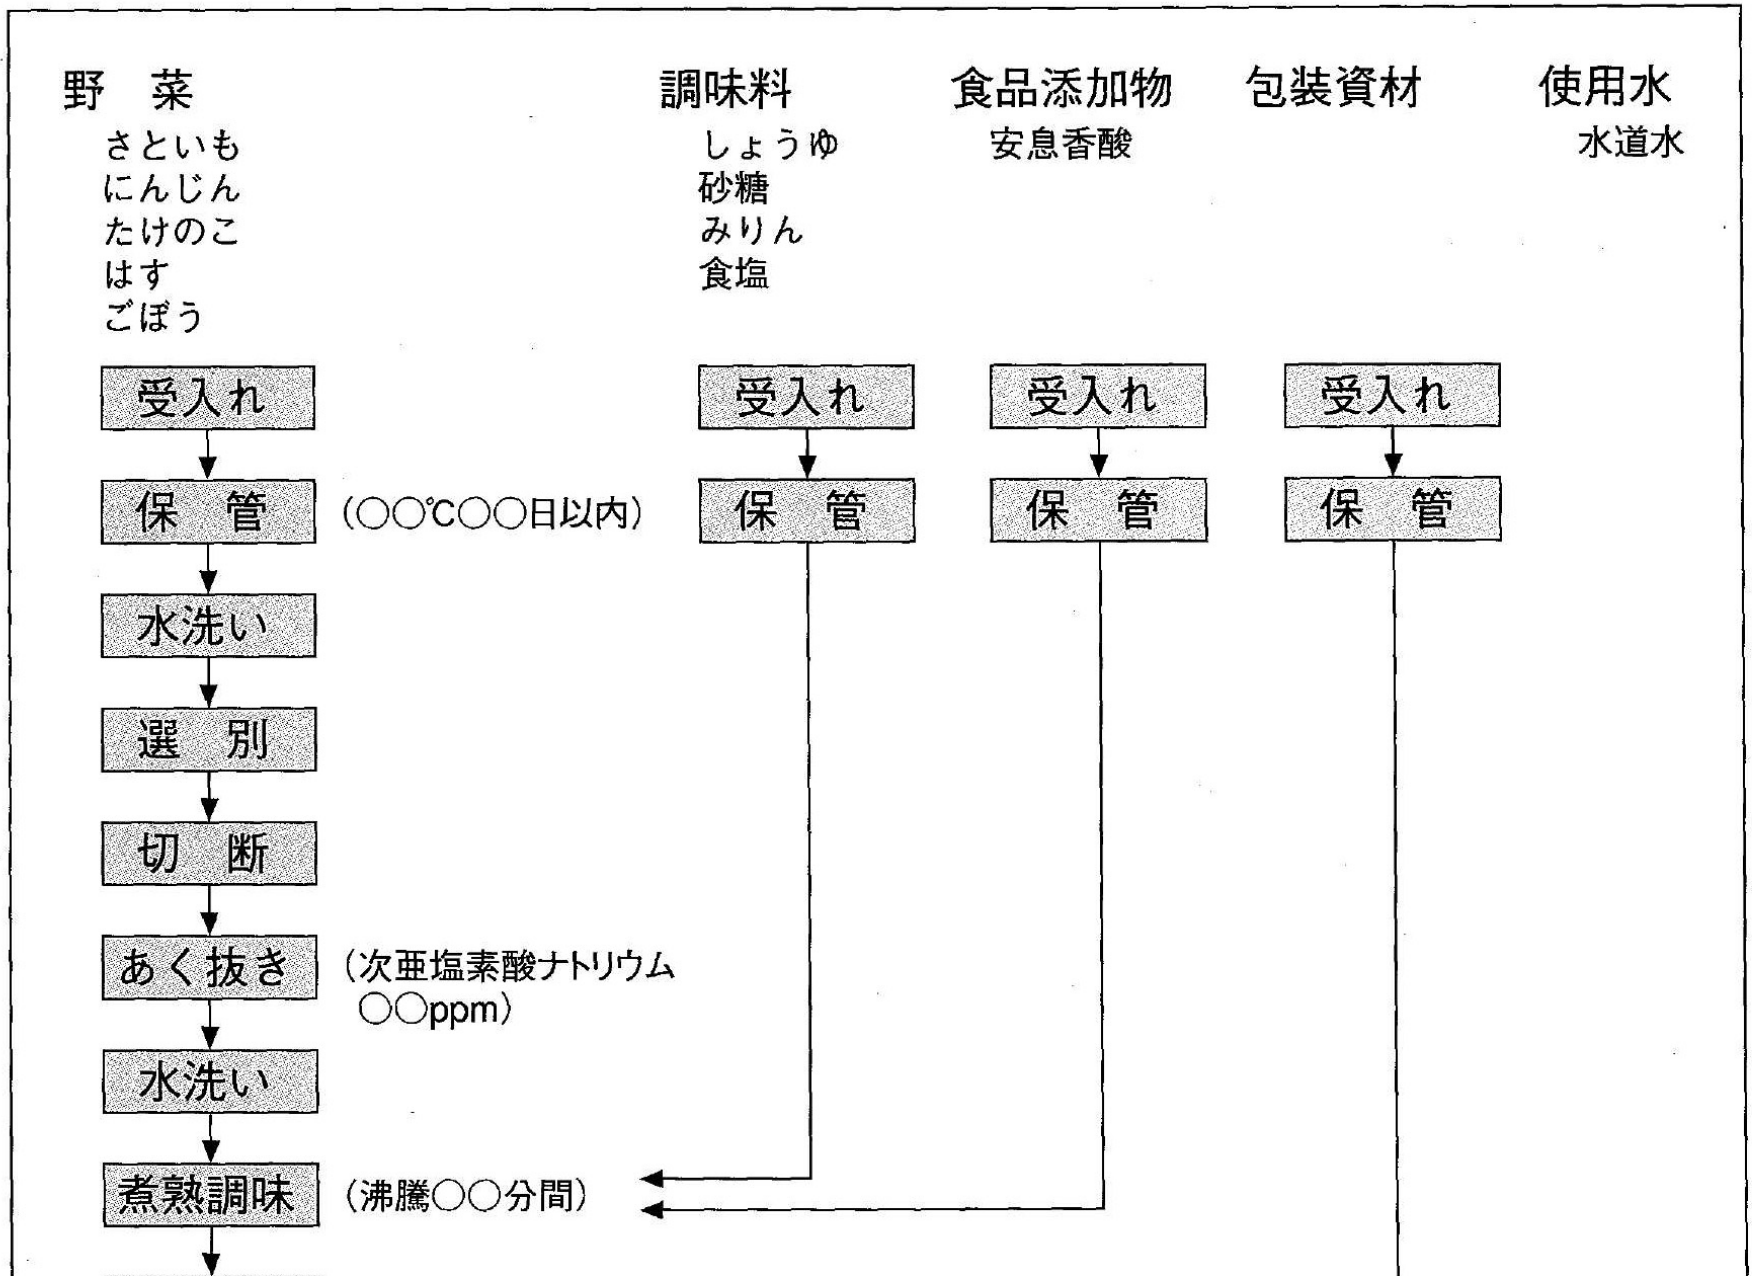 野　菜
さといも
にんじん
たけのこ
はす
ごぼう
調味料
しょうゆ
砂糖
みりん
食塩
食品添加物
安息香酸
包装資材
使用水
水道水
受入れ
受入れ
受入れ
受入れ
保　管
(○○℃○○日以内)
保　管
保　管
保　管
水洗い
選　別
切　断
あく抜き
(次亜塩素酸ナトリウム
○○ppm)
水洗い
煮熟調味
(沸騰○○分間)